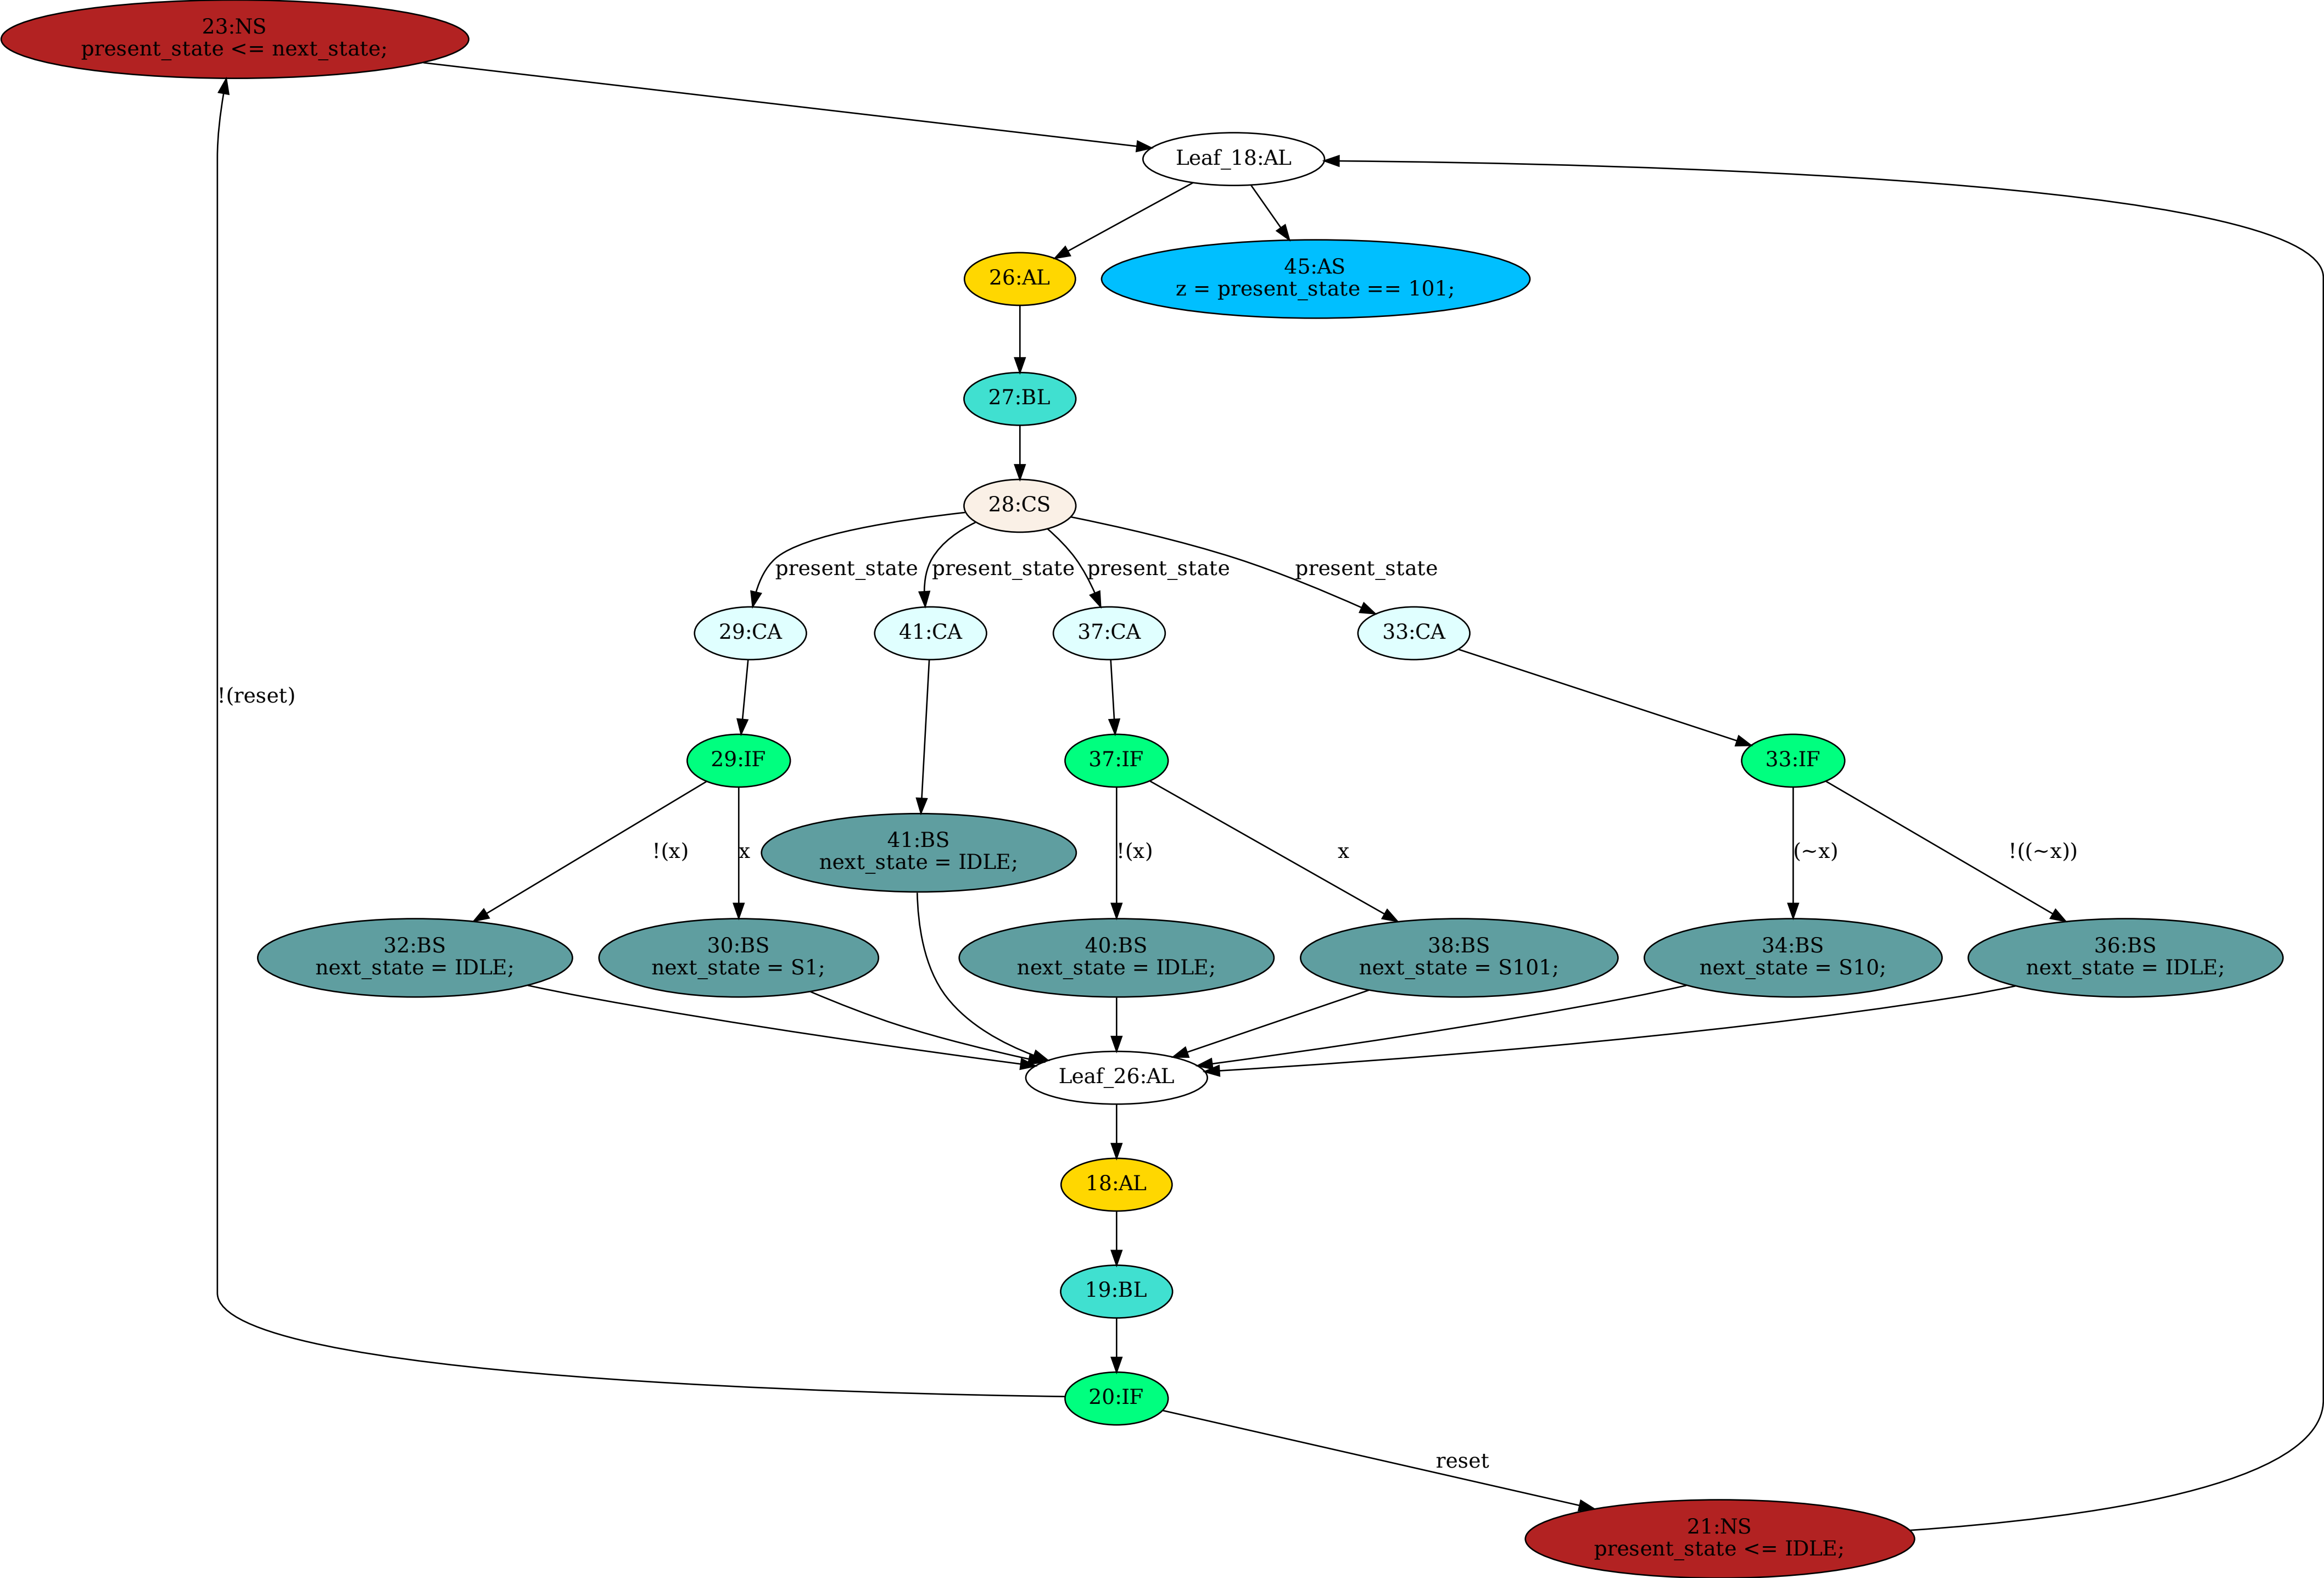 23:NS
present_state <= next_state;
Leaf_18:AL
26:AL
45:AS
z = present_state == 101;
27:BL
28:CS
present_state
present_state
present_state
present_state
29:CA
41:CA
37:CA
33:CA
!(reset)
29:IF
37:IF
33:IF
!(x)
x
41:BS
next_state = IDLE;
!(x)
x
(~x)
!((~x))
32:BS
next_state = IDLE;
30:BS
next_state = S1;
40:BS
next_state = IDLE;
38:BS
next_state = S101;
34:BS
next_state = S10;
36:BS
next_state = IDLE;
Leaf_26:AL
18:AL
19:BL
20:IF
reset
21:NS
present_state <= IDLE;